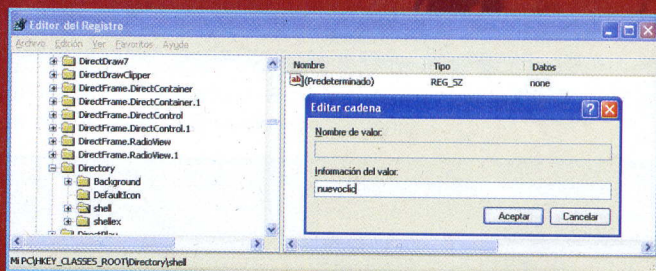 Editor del Registro
Archivo Edición Ver Favoritos Ayuda
DirectDraw7
DirectDrawClipper
DirectFrame.DirectContainer
DirectFrame.DirectContainer.1
DirectFrame.DirectControl
DirectFrame.DirectControl.1
DirectFrame.RadioView
DirectFrame.RadioView.1
Directory
Background
DefaultIcon
shell
shellex
DirectPlay
Nombre Tipo Datos
ab (Predeterminado) REG_SZ none
Editar cadena
Nombre de valor:
Información del valor:
nuevoclic
Aceptar Cancelar
Mi PC\HKEY_CLASSES_ROOT\Directory\shell